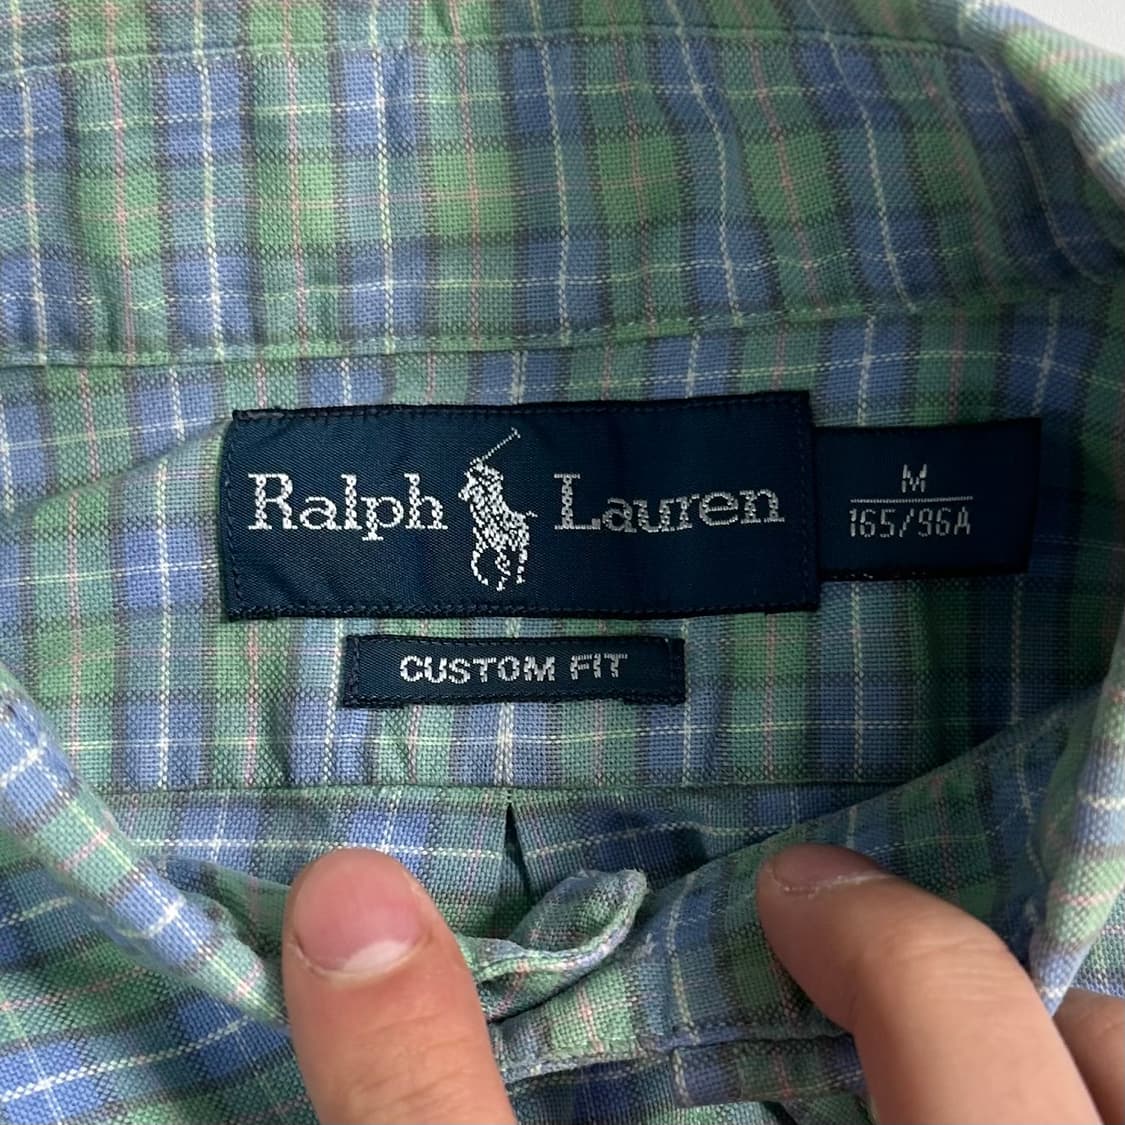 Ralph Lauren
M
165/96A
CUSTOM FIT